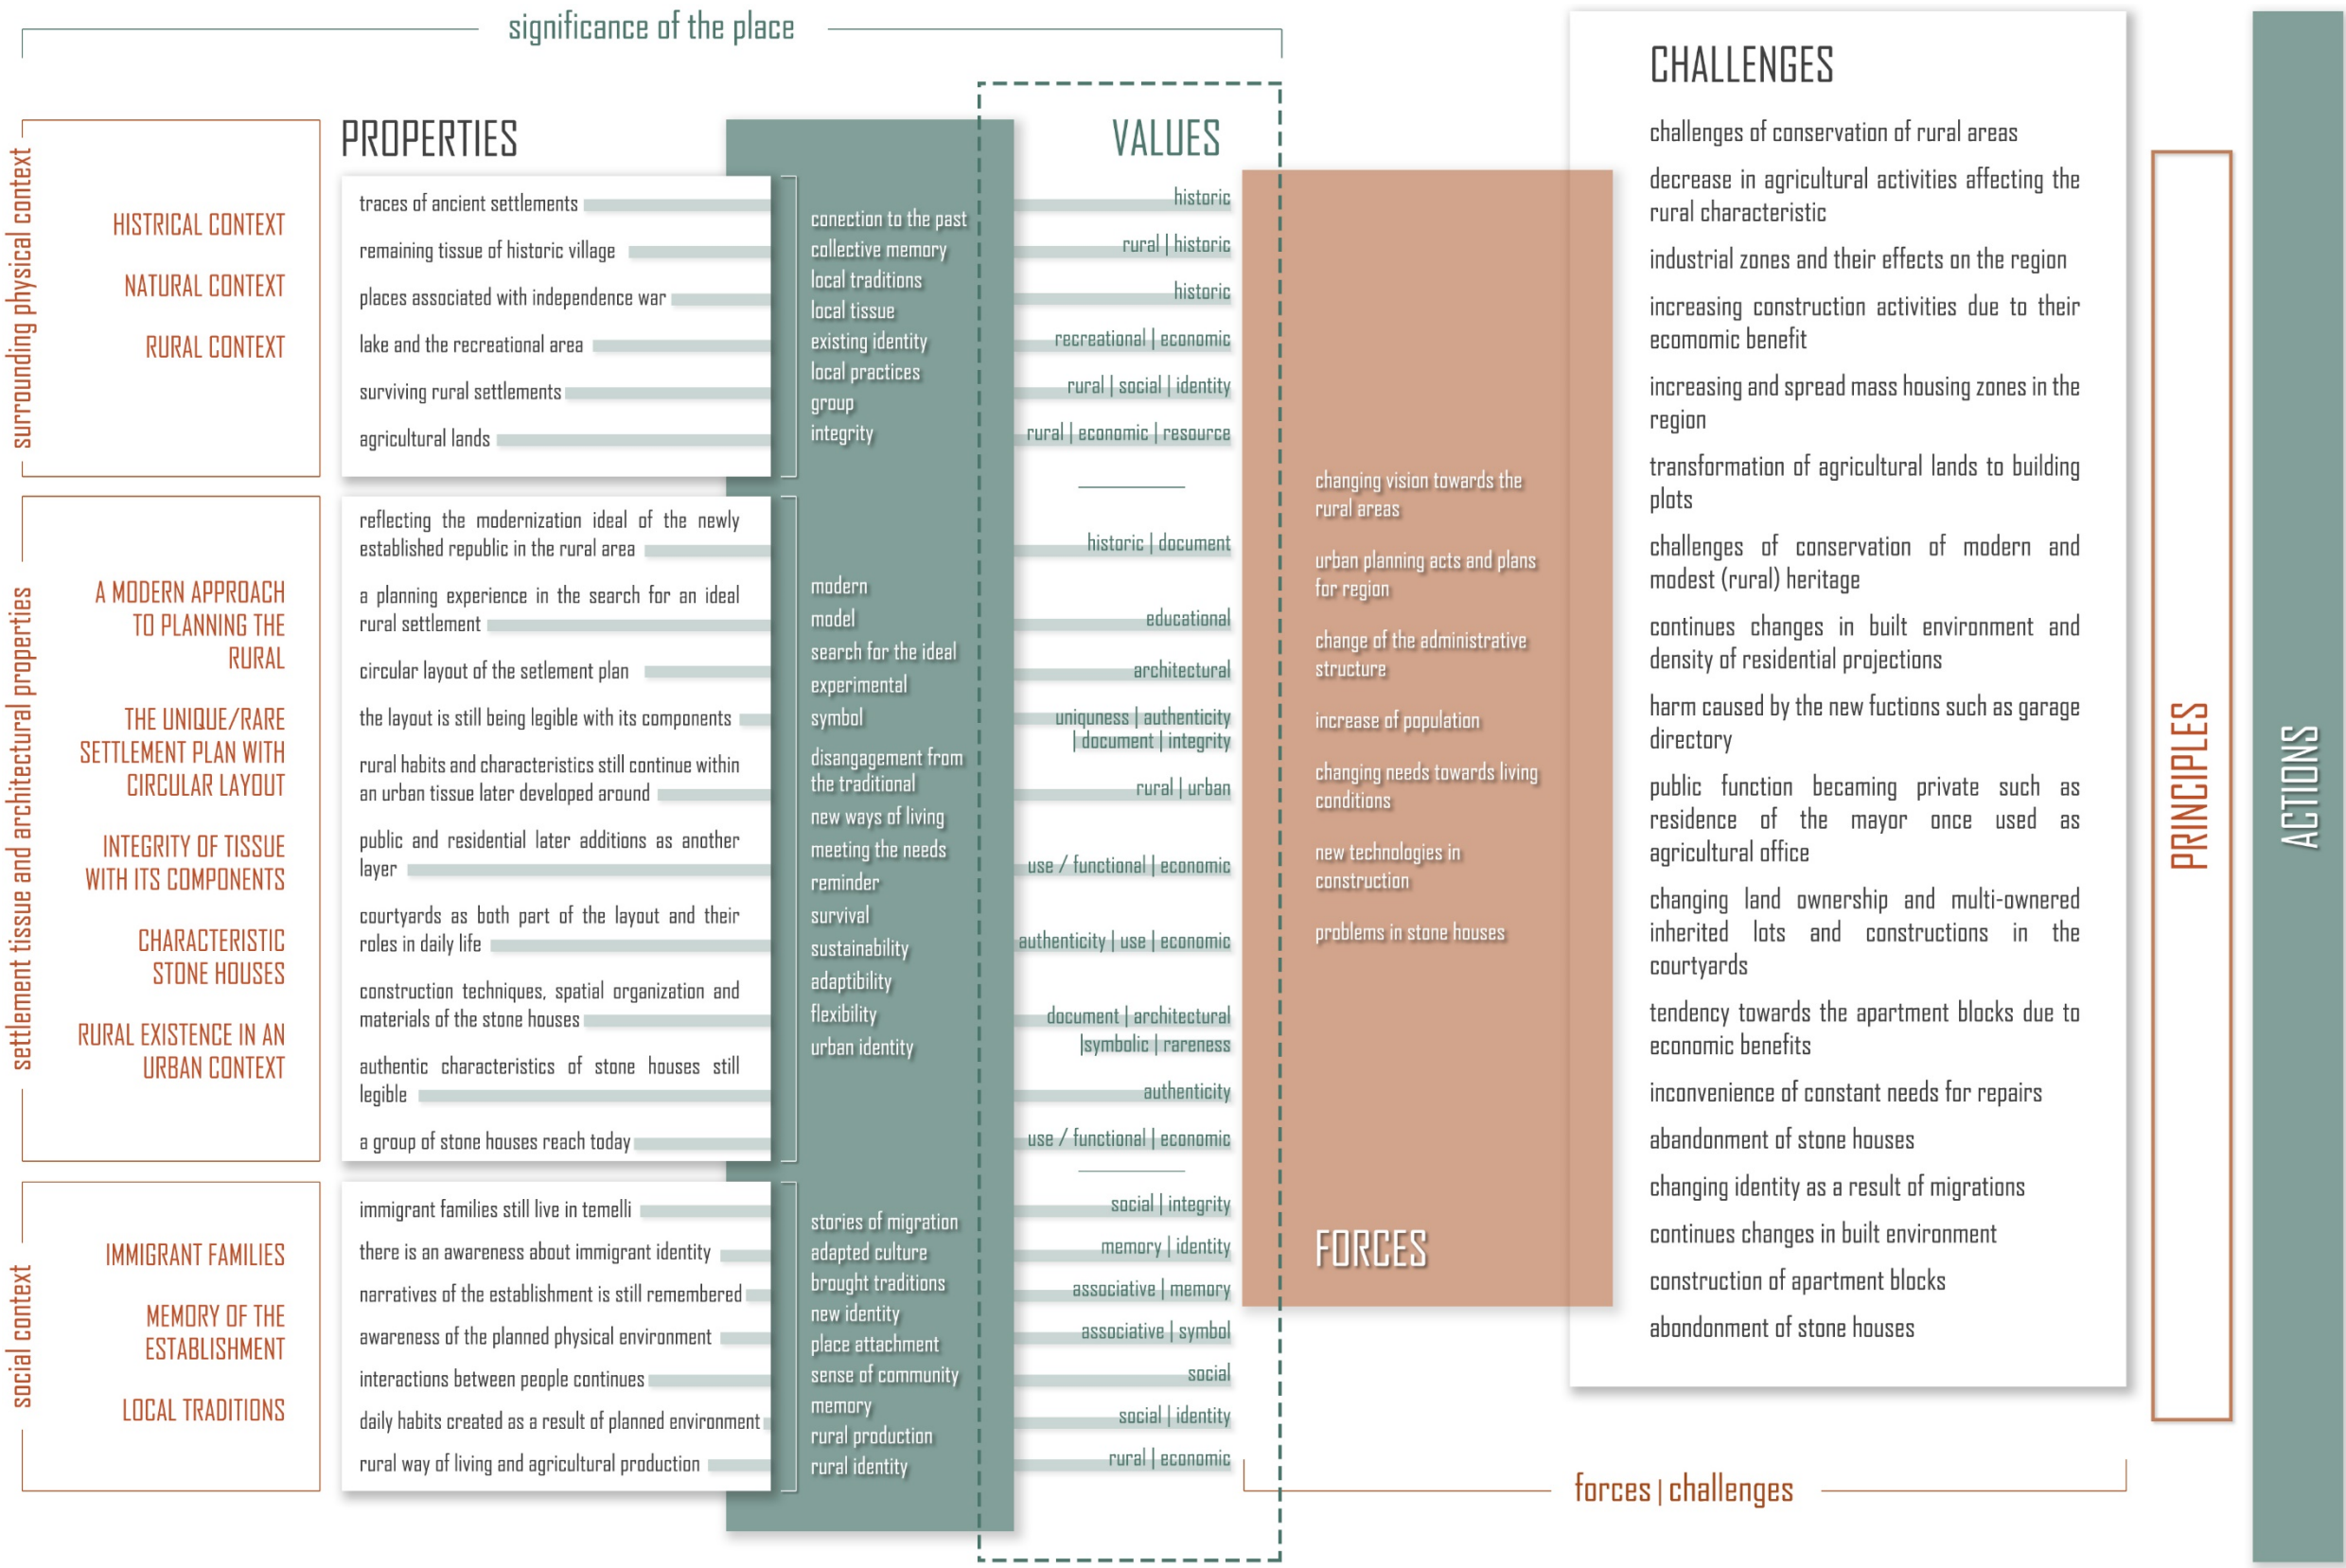 significance of the place
surrounding physical context
HISTRICAL CONTEXT
NATURAL CONTEXT
RURAL CONTEXT
settlement tissue and architectural properties
A MODERN APPROACH
TO PLANNING THE
RURAL
THE UNIQUE/RARE
SETTLEMENT PLAN WITH
CIRCULAR LAYOUT
INTEGRITY OF TISSUE
WITH ITS COMPONENTS
CHARACTERISTIC
STONE HOUSES
RURAL EXISTENCE IN AN
URBAN CONTEXT
social context
IMMIGRANT FAMILIES
MEMORY OF THE
ESTABLISHMENT
LOCAL TRADITIONS
PROPERTIES
traces of ancient settlements
remaining tissue of historic village
places associated with independence war
lake and the recreational area
surviving rural settlements
agricultural lands
reflecting the modernization ideal of the newly
established republic in the rural area
a planning experience in the search for an ideal
rural settlement
circular layout of the setlement plan
the layout is still being legible with its components
rural habits and characteristics still continue within
an urban tissue later developed around
public and residential later additions as another
layer
courtyards as both part of the layout and their
roles in daily life
construction techniques, spatial organization and
materials of the stone houses
authentic characteristics of stone houses still
legible
a group of stone houses reach today
immigrant families still live in temelli
there is an awareness about immigrant identity
narratives of the establishment is still remembered
awareness of the planned physical environment
interactions between people continues
daily habits created as a result of planned environment
rural way of living and agricultural production
conection to the past
collective memory
local traditions
local tissue
existing identity
local practices
group
integrity
modern
model
search for the ideal
experimental
symbol
disangagement from
the traditional
new ways of living
meeting the needs
reminder
survival
sustainability
adaptibility
flexibility
urban identity
stories of migration
adapted culture
brought traditions
new identity
place attachment
sense of community
memory
rural production
rural identity
VALUES
historic
rural | historic
historic
recreational | economic
rural | social | identity
rural | economic | resource
historic | document
educational
architectural
uniquness | authenticity
| document | integrity
rural | urban
use / functional | economic
authenticity | use | economic
document | architectural
|symbolic | rareness
authenticity
use / functional | economic
social | integrity
memory | identity
associative | memory
associative | symbol
social
social | identity
rural | economic
changing vision towards the
rural areas
urban planning acts and plans
for region
change of the administrative
structure
increase of population
changing needs towards living
conditions
new technologies in
construction
problems in stone houses
FORCES
CHALLENGES
challenges of conservation of rural areas
decrease in agricultural activities affecting the
rural characteristic
industrial zones and their effects on the region
increasing construction activities due to their
ecomomic benefit
increasing and spread mass housing zones in the
region
transformation of agricultural lands to building
plots
challenges of conservation of modern and
modest (rural) heritage
continues changes in built environment and
density of residential projections
harm caused by the new fuctions such as garage
directory
public function becoming private such as
residence of the mayor once used as
agricultural office
changing land ownership and multi-owned
inherited lots and constructions in the
courtyards
tendency towards the apartment blocks due to
economic benefits
inconvenience of constant needs for repairs
abandonment of stone houses
changing identity as a result of migrations
continues changes in built environment
construction of apartment blocks
abondonment of stone houses
forces | challenges
PRINCIPLES
ACTIONS